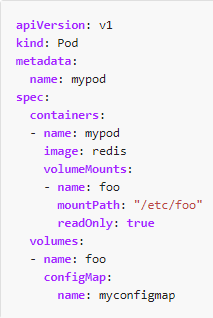 apiVersion: v1
kind: Pod
metadata:
  name: mypod
spec:
  containers:
  - name: mypod
    image: redis
    volumeMounts:
    - name: foo
      mountPath: "/etc/foo"
      readOnly: true
  volumes:
  - name: foo
    configMap:
      name: myconfigmap